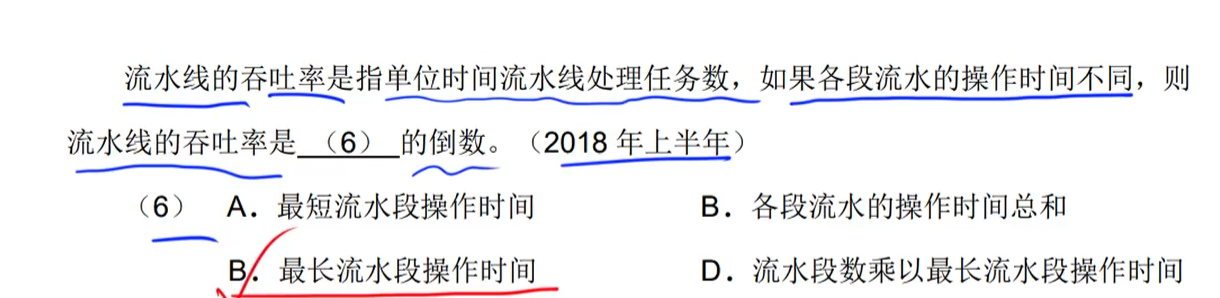 流水线的吞吐率是指单位时间流水线处理任务数，如果各段流水的操作时间不同，则
流水线的吞吐率是 （6） 的倒数。（2018 年上半年）
（6） A．最短流水段操作时间 B．各段流水的操作时间总和
B．最长流水段操作时间 D．流水段数乘以最长流水段操作时间